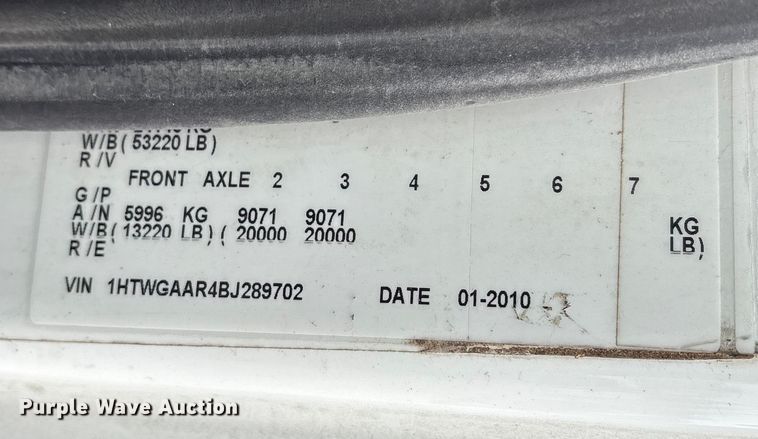 W/B( 53220 LB)
R /V
FRONT AXLE 2 3 4 5 6 7
G /P
A /N 5996 KG 9071 9071 KG
W/B( 13220 LB) ( 20000 20000 LB)
R /E
VIN 1HTWGAAR4BJ289702 DATE 01-2010
Purple Wave Auction